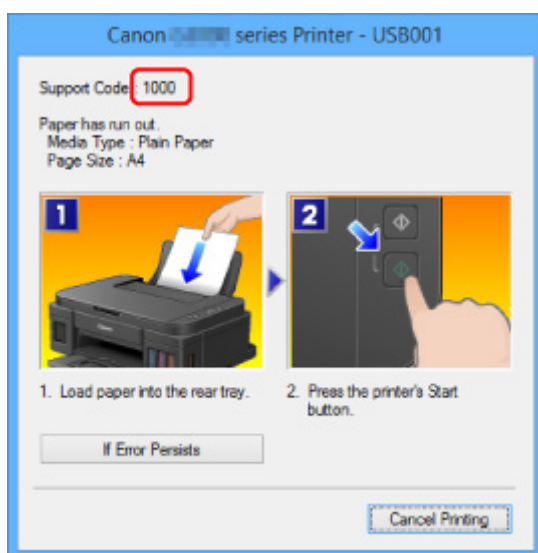 Canon series Printer - USB001
Support Code : 1000
Paper has run out.
Media Type : Plain Paper
Page Size : A4
1
2
1. Load paper into the rear tray.
2. Press the printer's Start
button.
If Error Persists
Cancel Printing